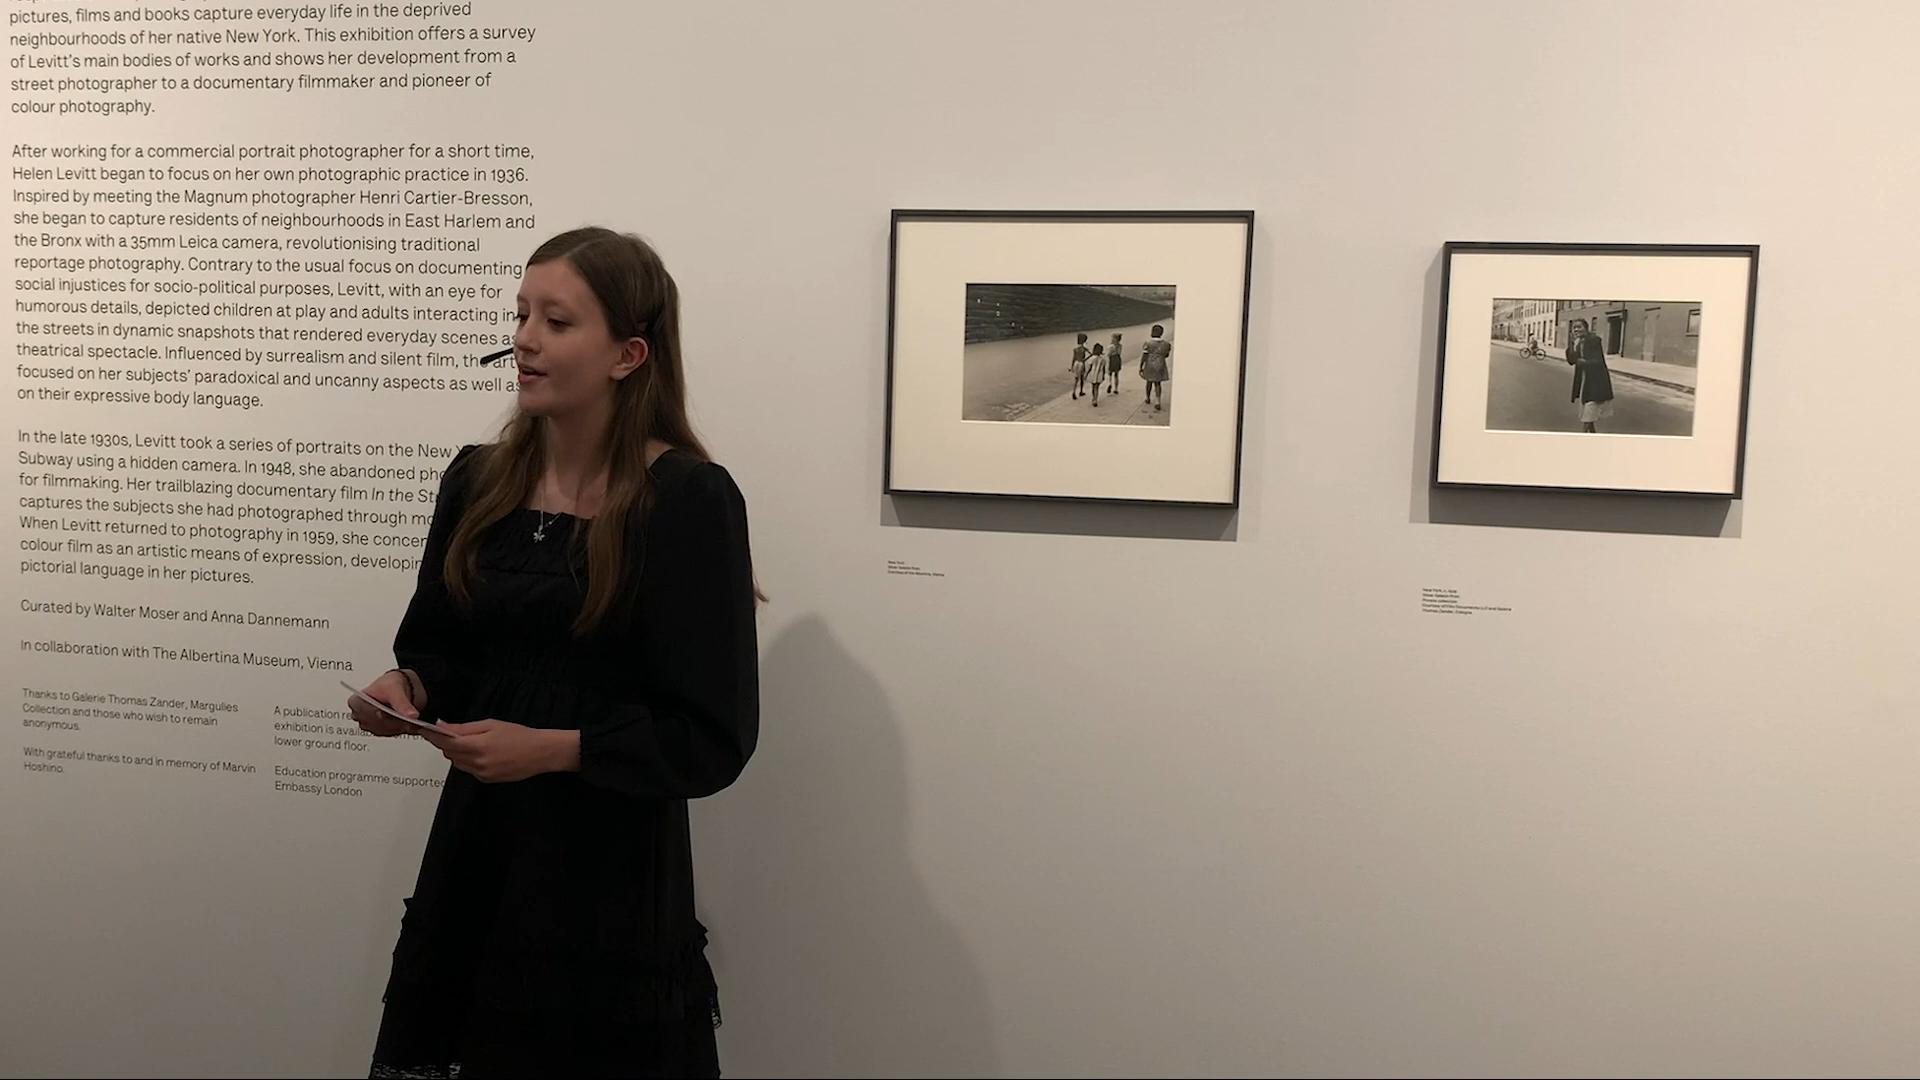 pictures, films and books capture everyday life in the deprived
neighbourhoods of her native New York. This exhibition offers a survey
of Levitt's main bodies of works and shows her development from a
street photographer to a documentary filmmaker and pioneer of
colour photography.
After working for a commercial portrait photographer for a short time,
Helen Levitt began to focus on her own photographic practice in 1936.
Inspired by meeting the Magnum photographer Henri Cartier-Bresson,
she began to capture residents of neighbourhoods in East Harlem and
the Bronx with a 35mm Leica camera, revolutionising traditional
reportage photography. Contrary to the usual focus on documenting
social injustices for socio-political purposes, Levitt, with an eye for
humorous details, depicted children at play and adults interacting in
the streets in dynamic snapshots that rendered everyday scenes as
theatrical spectacle. Influenced by surrealism and silent film, the art
focused on her subjects' paradoxical and uncanny aspects as well as
on their expressive body language.
In the late 1930s, Levitt took a series of portraits on the New
Subway using a hidden camera. In 1948, she abandoned
for filmmaking. Her trailblazing documentary film In the
captures the subjects she had photographed through
When Levitt returned to photography in 1959, she
colour film as an artistic means of expression,
pictorial language in her pictures.
Curated by Walter Moser and Anna Dannemann
In collaboration with The Albertina Museum, Vienna
Thanks to Galerie Thomas Zander, Margulies
Collection and those who wish to remain
anonymous.
With grateful thanks to and in memory of Marvin
Hoshino.
A publication
exhibition is
lower ground floor.
Education programme supported
Embassy London